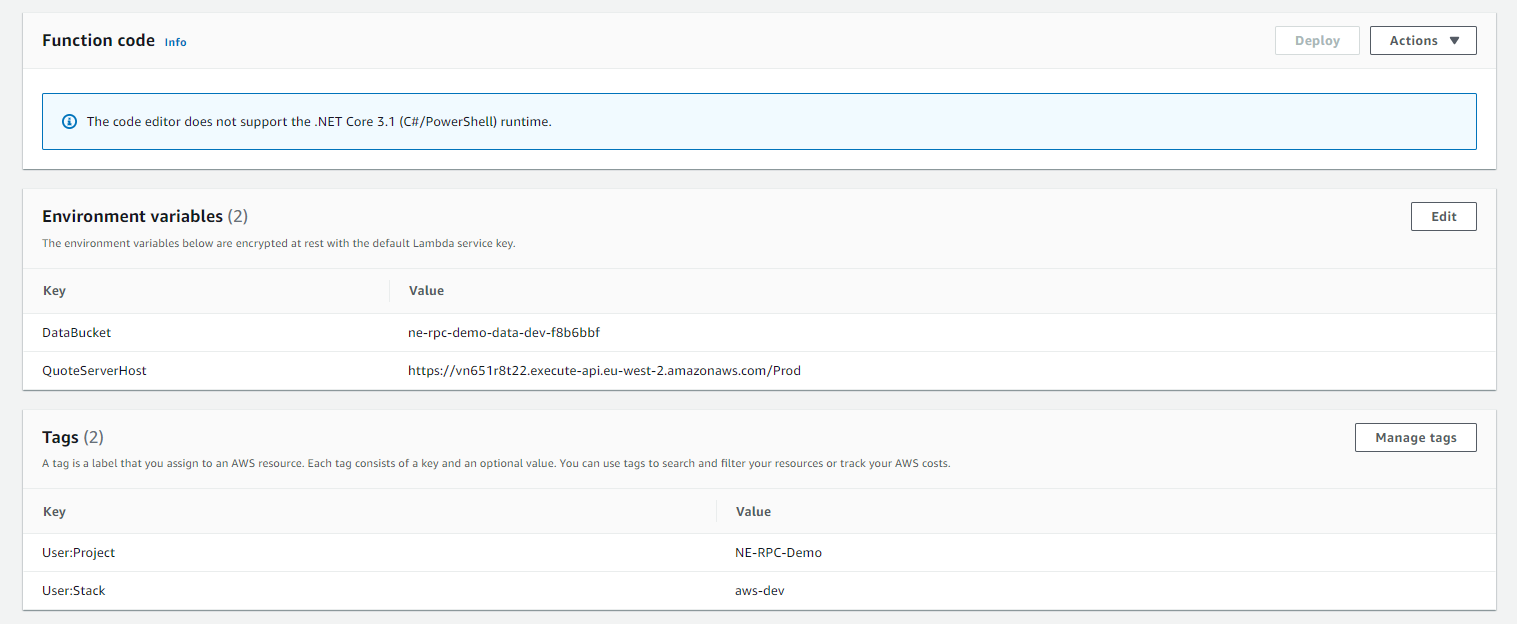 Function code Info
Deploy
Actions ▼
The code editor does not support the .NET Core 3.1 (C#/PowerShell) runtime.
Environment variables (2)
Edit
The environment variables below are encrypted at rest with the default Lambda service key.
Key Value
DataBucket ne-rpc-demo-data-dev-f8b6bbf
QuoteServerHost https://vn651r8t22.execute-api.eu-west-2.amazonaws.com/Prod
Tags (2)
Manage tags
A tag is a label that you assign to an AWS resource. Each tag consists of a key and an optional value. You can use tags to search and filter your resources or track your AWS costs.
Key Value
User:Project NE-RPC-Demo
User:Stack aws-dev